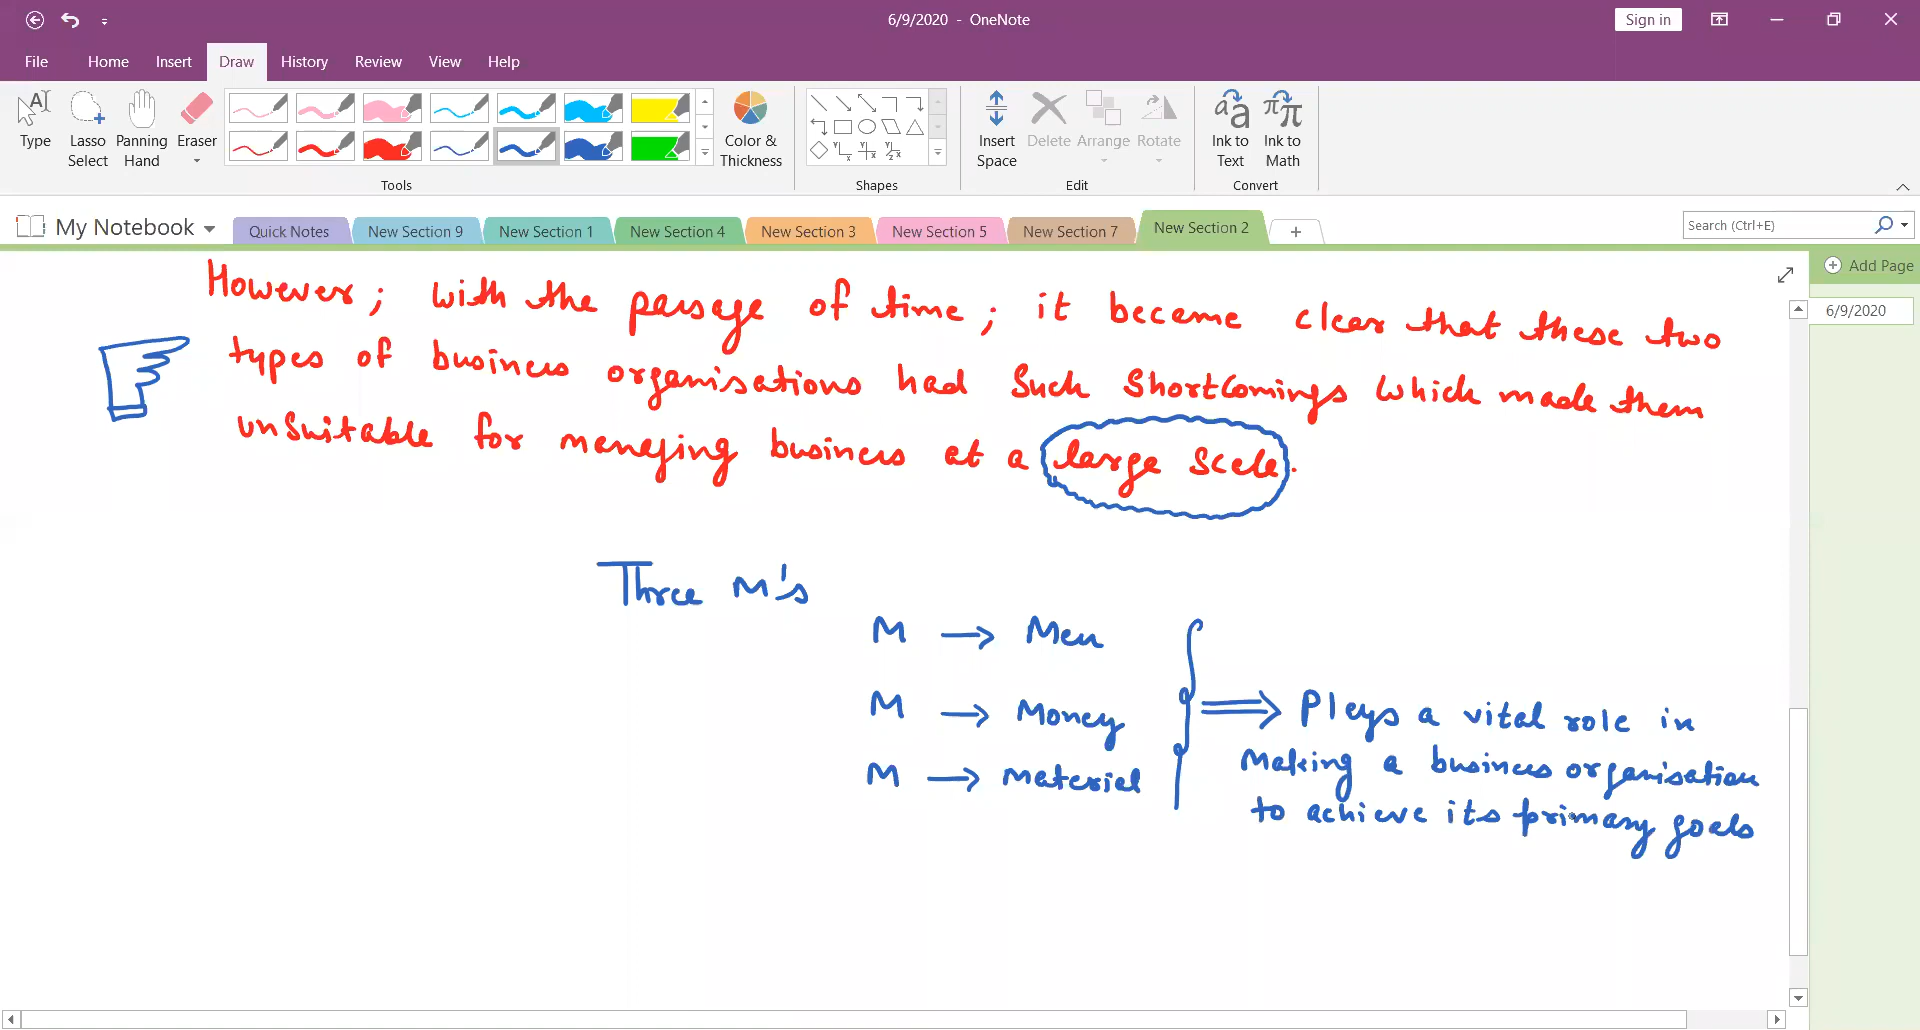 6/9/2020 - OneNote
Sign in
File Home Insert Draw History Review View Help
Type
Lasso Select
Panning Hand
Eraser
Color & Thickness
Insert Space
Delete
Arrange
Rotate
Ink to Text
Ink to Math
Tools Shapes Edit Convert
My Notebook Quick Notes New Section 9 New Section 1 New Section 4 New Section 3 New Section 5 New Section 7 New Section 2 +
Search (Ctrl+E)
Add Page
6/9/2020
However; with the passage of time; it became clear that these two
types of business organisations had such shortcomings which made them
unsuitable for managing business at a large scale.
Three M's
M → Men
M → Money
M → Material
⇒ Plays a vital role in
making a business organisation
to achieve its primary goals